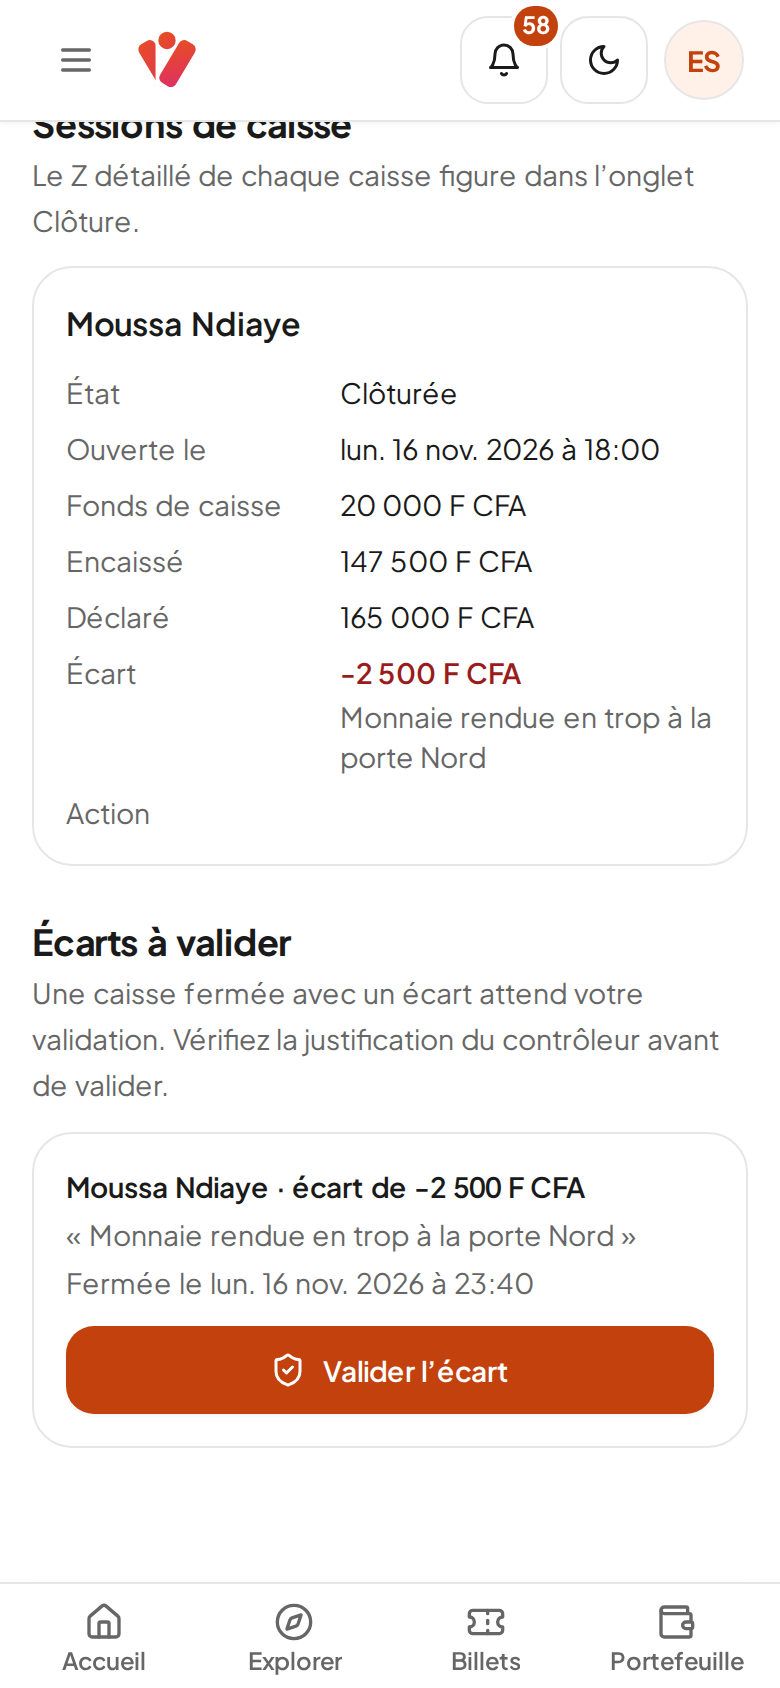 58
ES
Sessions de caisse
Le Z détaillé de chaque caisse figure dans l’onglet
Clôture.
Moussa Ndiaye
État Clôturée
Ouverte le lun. 16 nov. 2026 à 18:00
Fonds de caisse 20 000 F CFA
Encaissé 147 500 F CFA
Déclaré 165 000 F CFA
Écart -2 500 F CFA
Monnaie rendue en trop à la
porte Nord
Action
Écarts à valider
Une caisse fermée avec un écart attend votre
validation. Vérifiez la justification du contrôleur avant
de valider.
Moussa Ndiaye · écart de -2 500 F CFA
« Monnaie rendue en trop à la porte Nord »
Fermée le lun. 16 nov. 2026 à 23:40
Valider l’écart
Accueil Explorer Billets Portefeuille